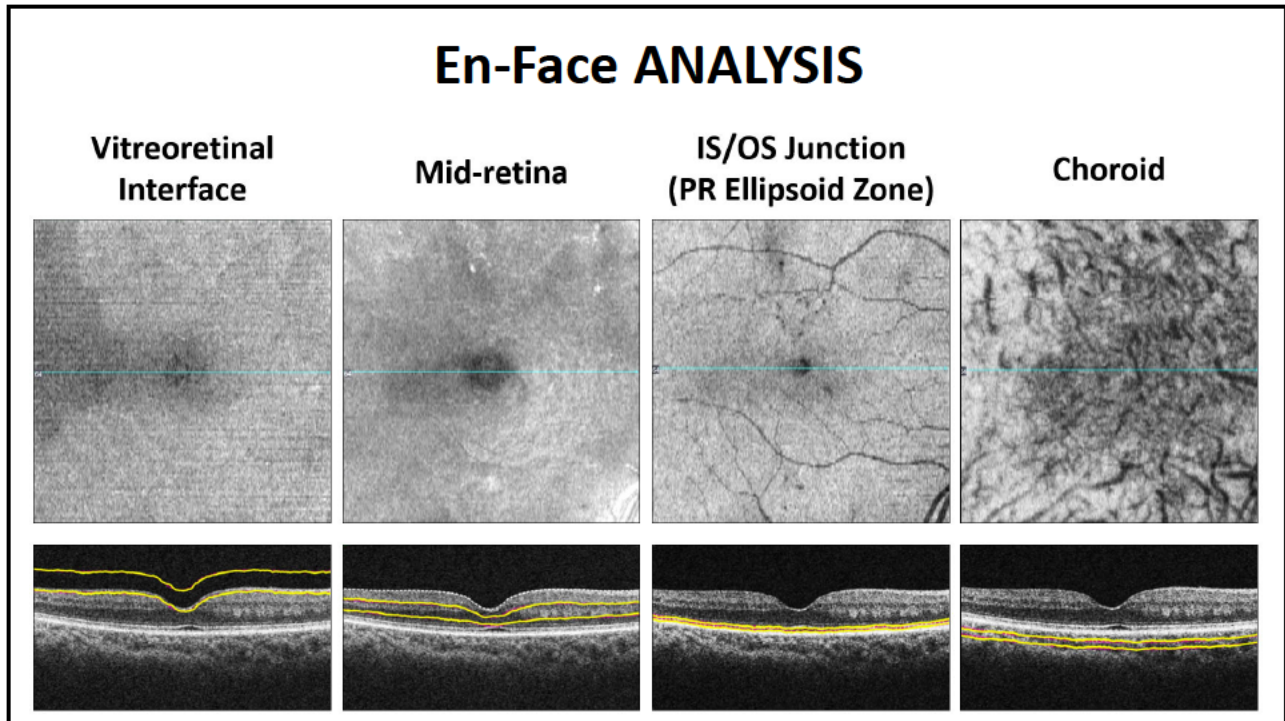 En-Face ANALYSIS
Vitreoretinal
Interface
Mid-retina
IS/OS Junction
(PR Ellipsoid Zone)
Choroid